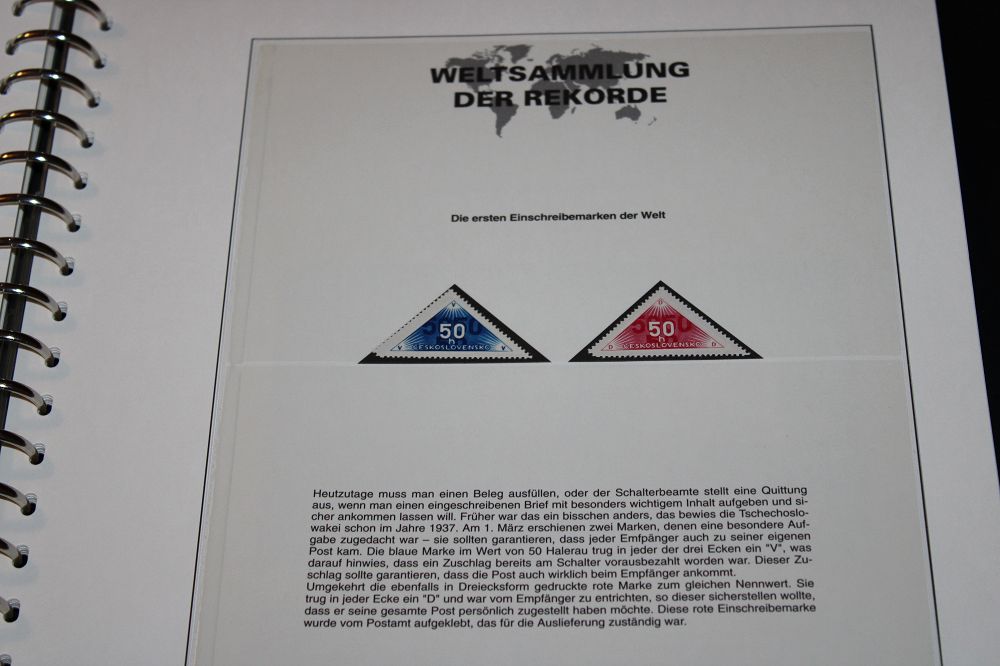 WELTSAMMLUNG
DER REKORDE
Die ersten Einschreibemarken der Welt
V
50 50
h
V ČESKOSLOVENSKO V
D
50 50
h
D ČESKOSLOVENSKO D
Heutzutage muss man einen Beleg ausfüllen, oder der Schalterbeamte stellt eine Quittung
aus, wenn man einen eingeschreibenen Brief mit besonders wichtigem Inhalt aufgeben und si-
cher ankommen lassen will. Früher war das ein bisschen anders, das bewies die Tschechoslo-
wakei schon im Jahre 1937. Am 1. März erschienen zwei Marken, denen eine besondere Auf-
gabe zugedacht war – sie sollten garantieren, dass jeder Emfpänger auch zu seiner eigenen
Post kam. Die blaue Marke im Wert von 50 Halerau trug in jeder der drei Ecken ein "V", was
darauf hinwies, dass ein Zuschlag bereits am Schalter vorausbezahlt worden war. Dieser Zu-
schlag sollte garantieren, dass die Post auch wirklich beim Empfänger ankommt.
Umgekehrt die ebenfalls in Dreiecksform gedruckte rote Marke zum gleichen Nennwert. Sie
trug in jeder Ecke ein "D" und war vom Empfänger zu entrichten, so dieser sicherstellen wollte,
dass er seine gesamte Post persönlich zugestellt haben möchte. Diese rote Einschreibemarke
wurde vom Postamt aufgeklebt, das für die Auslieferung zuständig war.